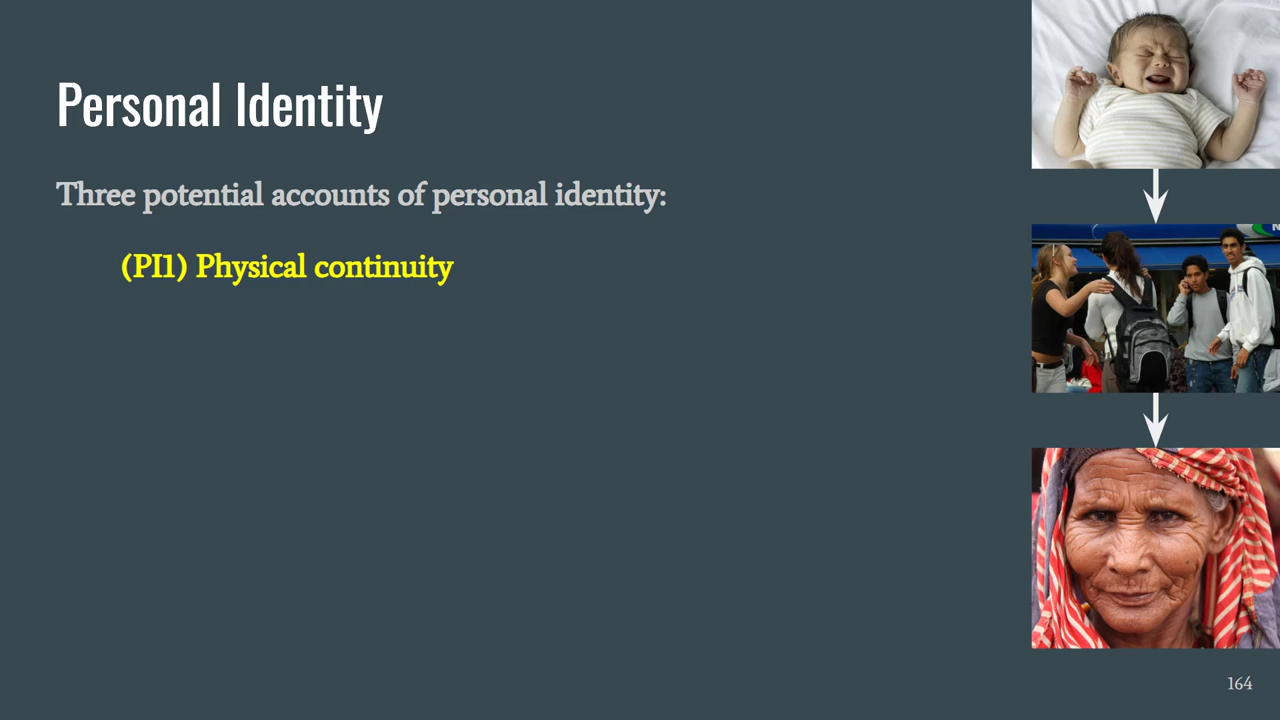 Personal Identity
Three potential accounts of personal identity:
(PI1) Physical continuity
164